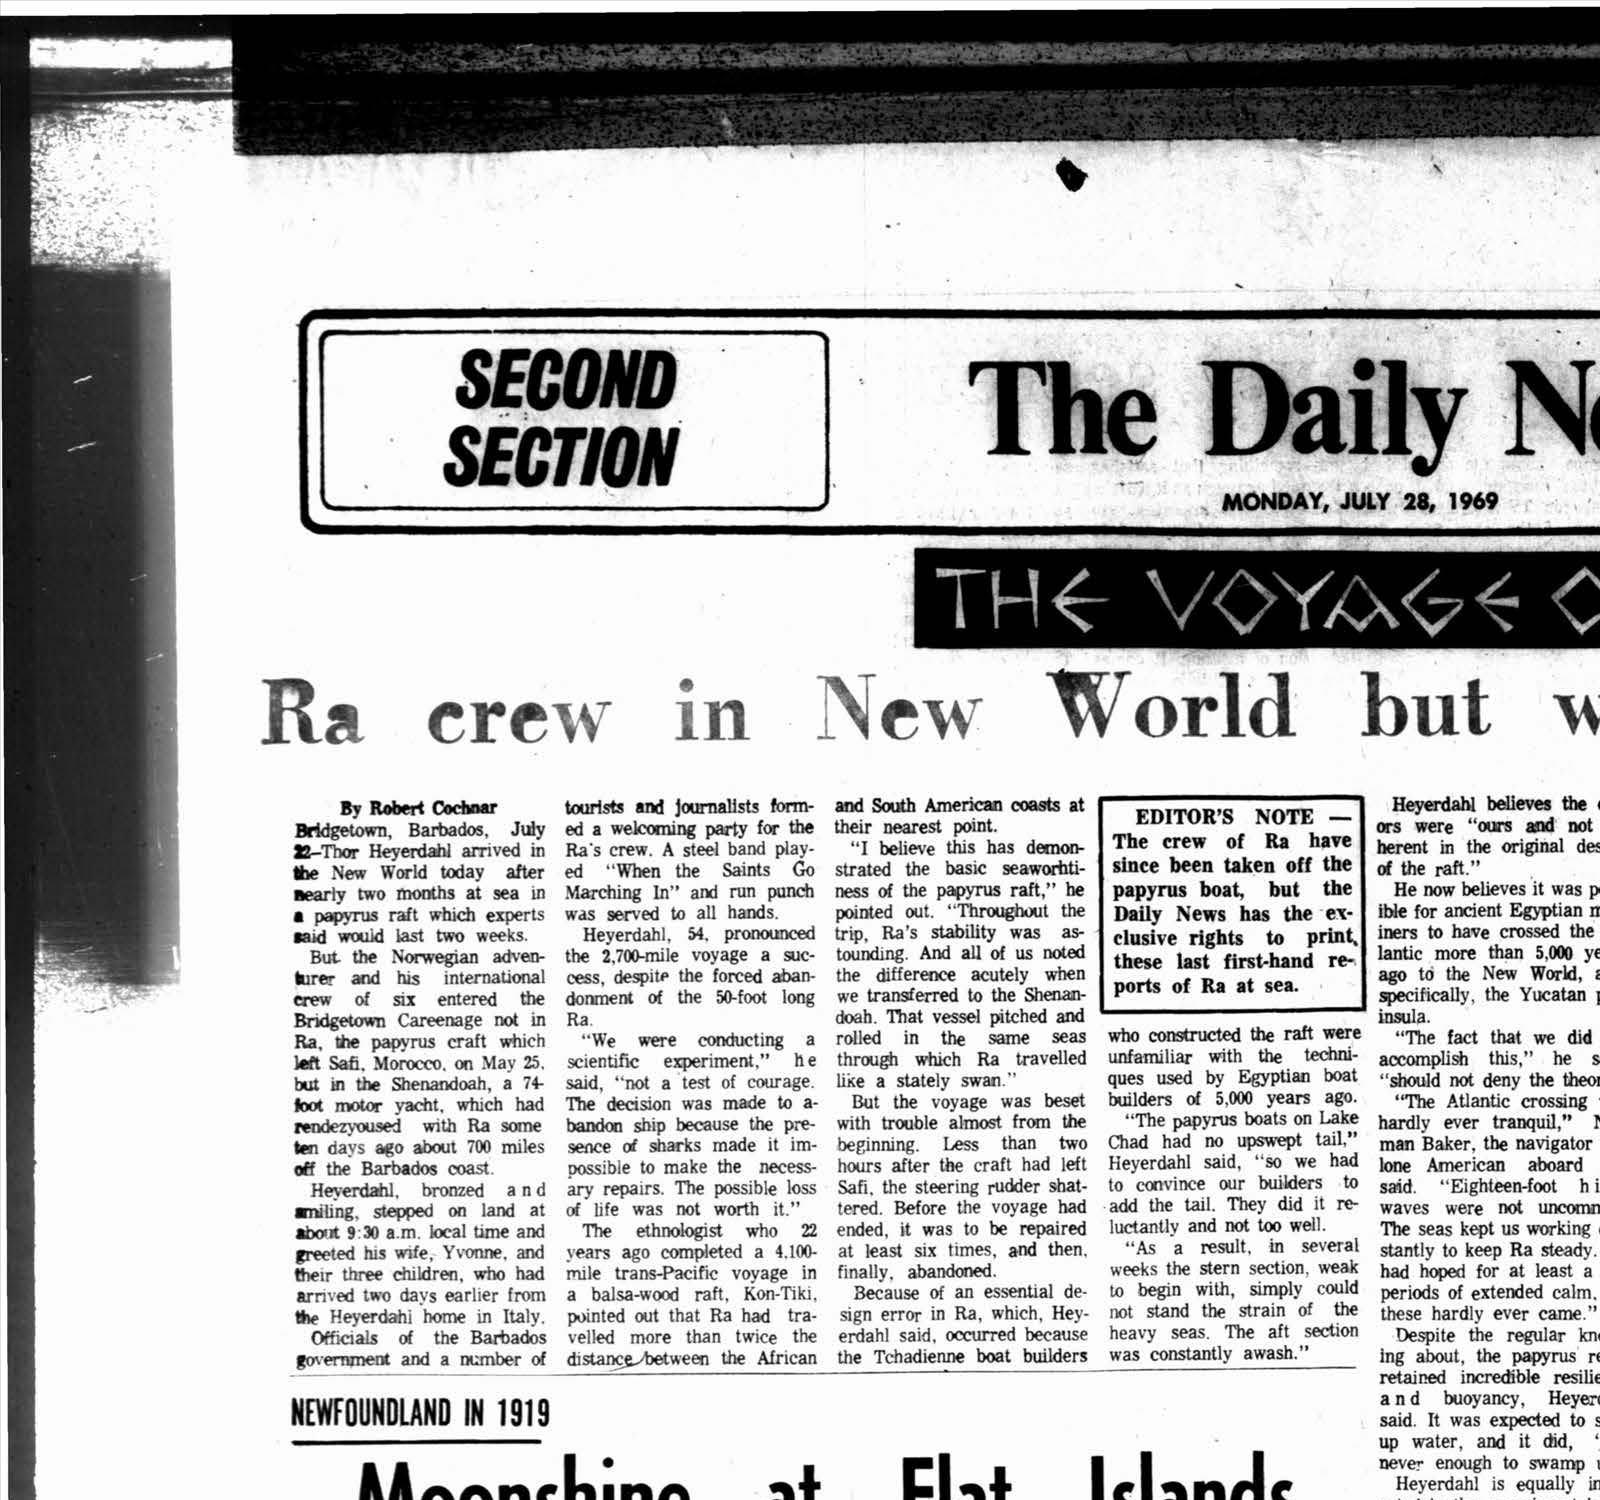 SECOND
SECTION
The Daily
MONDAY, JULY 28, 1969
THE VOYAGE
Ra crew in New World but
By Robert Cochnar
Bridgetown, Barbados, July
22—Thor Heyerdahl arrived in
the New World today after
nearly two months at sea in
a papyrus raft which experts
said would last two weeks.
But the Norwegian adven-
turer and his international
crew of six entered the
Bridgetown Careenage not in
Ra, the papyrus craft which
left Safi, Morocco, on May 25,
but in the Shenandoah, a 74-
foot motor yacht, which had
rendezyoused with Ra some
ten days ago about 700 miles
off the Barbados coast.
Heyerdahl, bronzed and
smiling, stepped on land at
about 9:30 a.m. local time and
greeted his wife, Yvonne, and
their three children, who had
arrived two days earlier from
the Heyerdahi home in Italy.
Officials of the Barbados
government and a number of
tourists and journalists form-
ed a welcoming party for the
Ra's crew. A steel band play-
ed "When the Saints Go
Marching In" and run punch
was served to all hands.
Heyerdahl, 54, pronounced
the 2,700-mile voyage a suc-
cess, despite the forced aban-
donment of the 50-foot long
Ra.
"We were conducting a
scientific experiment," he
said, "not a test of courage.
The decision was made to a-
bandon ship because the pre-
sence of sharks made it im-
possible to make the necess-
ary repairs. The possible loss
of life was not worth it."
The ethnologist who 22
years ago completed a 4,100-
mile trans-Pacific voyage in
a balsa-wood raft, Kon-Tiki,
pointed out that Ra had tra-
velled more than twice the
distance between the African
and South American coasts at
their nearest point.
"I believe this has demon-
strated the basic seaworhti-
ness of the papyrus raft," he
pointed out. "Throughout the
trip, Ra's stability was as-
tounding. And all of us noted
the difference acutely when
we transferred to the Shenan-
doah. That vessel pitched and
rolled in the same seas
through which Ra travelled
like a stately swan."
But the voyage was beset
with trouble almost from the
beginning. Less than two
hours after the craft had left
Safi, the steering rudder shat-
tered. Before the voyage had
ended, it was to be repaired
at least six times, and then,
finally, abandoned.
Because of an essential de-
sign error in Ra, which, Hey-
erdahl said, occurred because
the Tchadienne boat builders
EDITOR'S NOTE —
The crew of Ra have
since been taken off the
papyrus boat, but the
Daily News has the ex-
clusive rights to print,
these last first-hand re-
ports of Ra at sea.
who constructed the raft were
unfamiliar with the techni-
ques used by Egyptian boat
builders of 5,000 years ago.
"The papyrus boats on Lake
Chad had no upswept tail,"
Heyerdahl said, "so we had
to convince our builders to
add the tail. They did it re-
luctantly and not too well.
"As a result, in several
weeks the stern section, weak
to begin with, simply could
not stand the strain of the
heavy seas. The aft section
was constantly awash."
Heyerdahl believes the
ors were "ours and not
herent in the original
of the raft."
He now believes it was
ible for ancient Egyptian
iners to have crossed the
lantic more than 5,000
ago to the New World,
specifically, the Yucatan
insula.
"The fact that we did
accomplish this," he
"should not deny the
"The Atlantic crossing
hardly ever tranquil,"
man Baker, the navigator
lone American aboard
said. "Eighteen-foot
waves were not
The seas kept us working
stantly to keep Ra steady.
had hoped for at least a
periods of extended calm,
these hardly ever came."
Despite the regular
ing about, the papyrus
retained incredible
and buoyancy,
said. It was expected to
up water, and it did,
never enough to swamp
Heyerdahl is equally
NEWFOUNDLAND IN 1919
Moonshine at Flat Islands